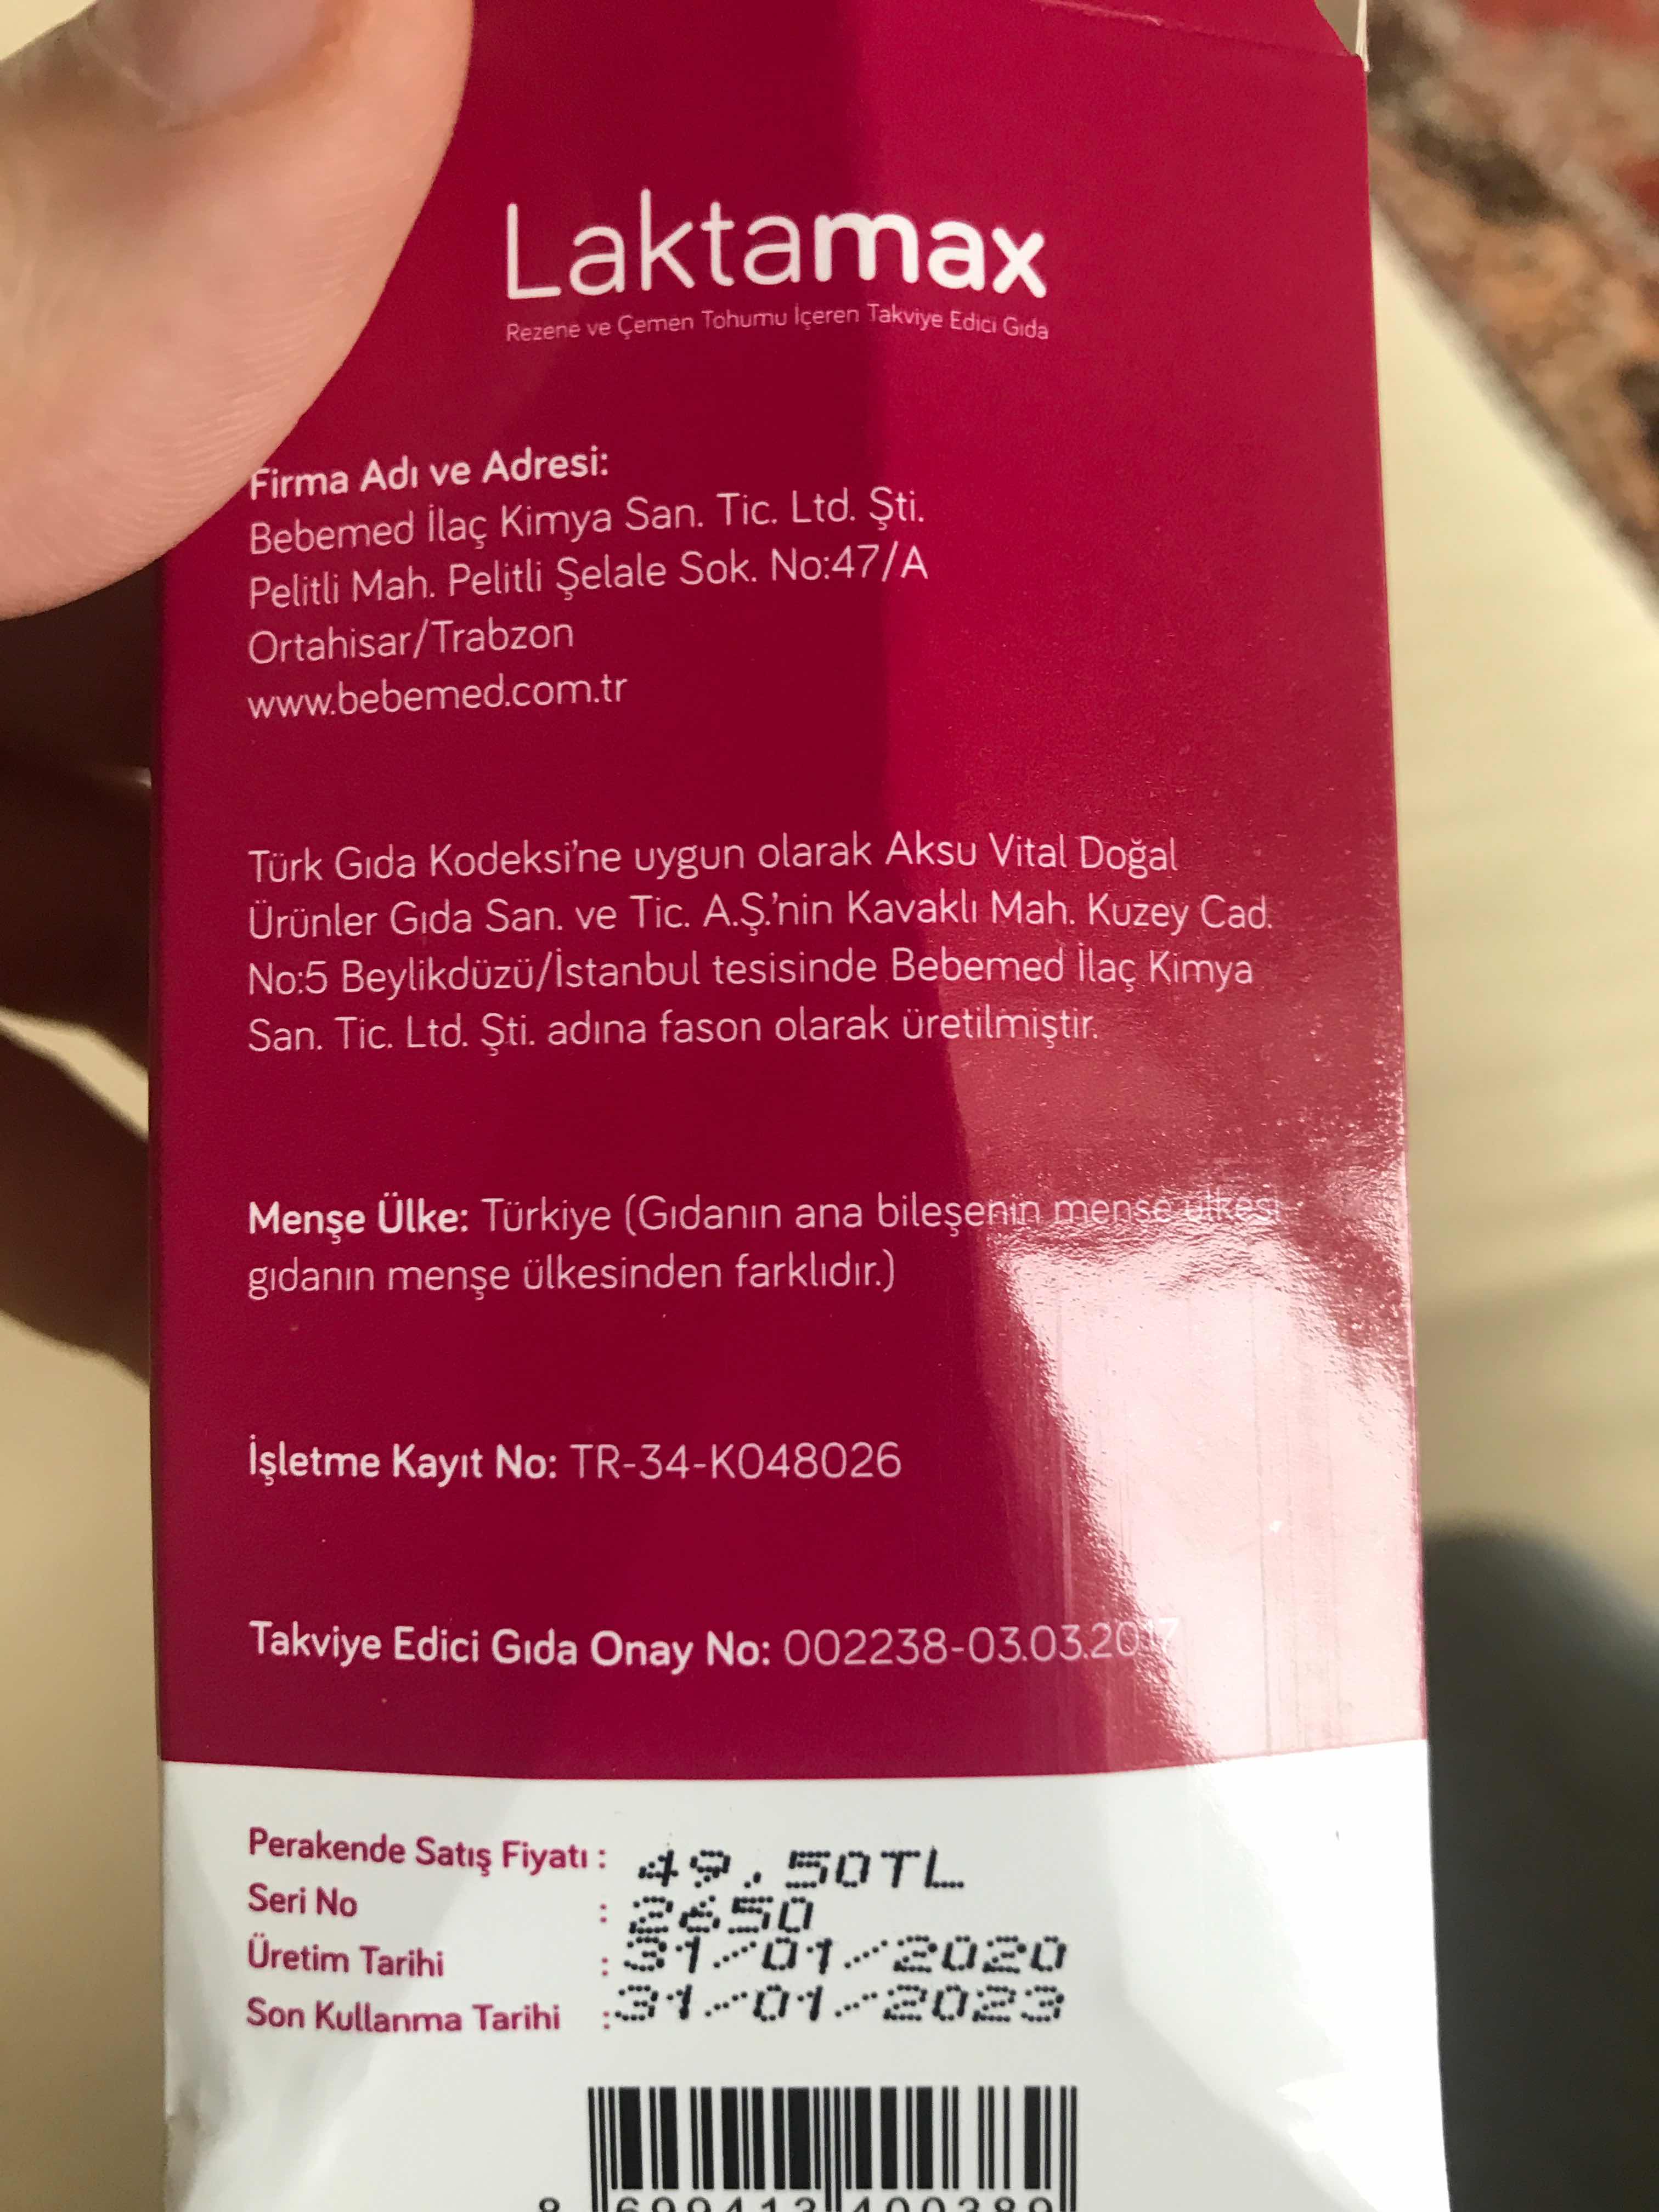 Laktamax
Rezene ve Çemen Tohumu İçeren Takviye Edici Gıda
Firma Adı ve Adresi:
Bebemed İlaç Kimya San. Tic. Ltd. Şti.
Pelitli Mah. Pelitli Şelale Sok. No:47/A
Ortahisar/Trabzon
www.bebemed.com.tr
Türk Gıda Kodeksi'ne uygun olarak Aksu Vital Doğal
Ürünler Gıda San. ve Tic. A.Ş.'nin Kavaklı Mah. Kuzey Cad.
No:5 Beylikdüzü/İstanbul tesisinde Bebemed İlaç Kimya
San. Tic. Ltd. Şti. adına fason olarak üretilmiştir.
Menşe Ülke: Türkiye (Gıdanın ana bileşenin menşe ülkesi
gıdanın menşe ülkesinden farklıdır.)
İşletme Kayıt No: TR-34-K048026
Takviye Edici Gıda Onay No: 002238-03.03.2017
Perakende Satış Fiyatı : 49.50TL
Seri No : 2650
Üretim Tarihi : 31/01/2020
Son Kullanma Tarihi : 31/01/2023